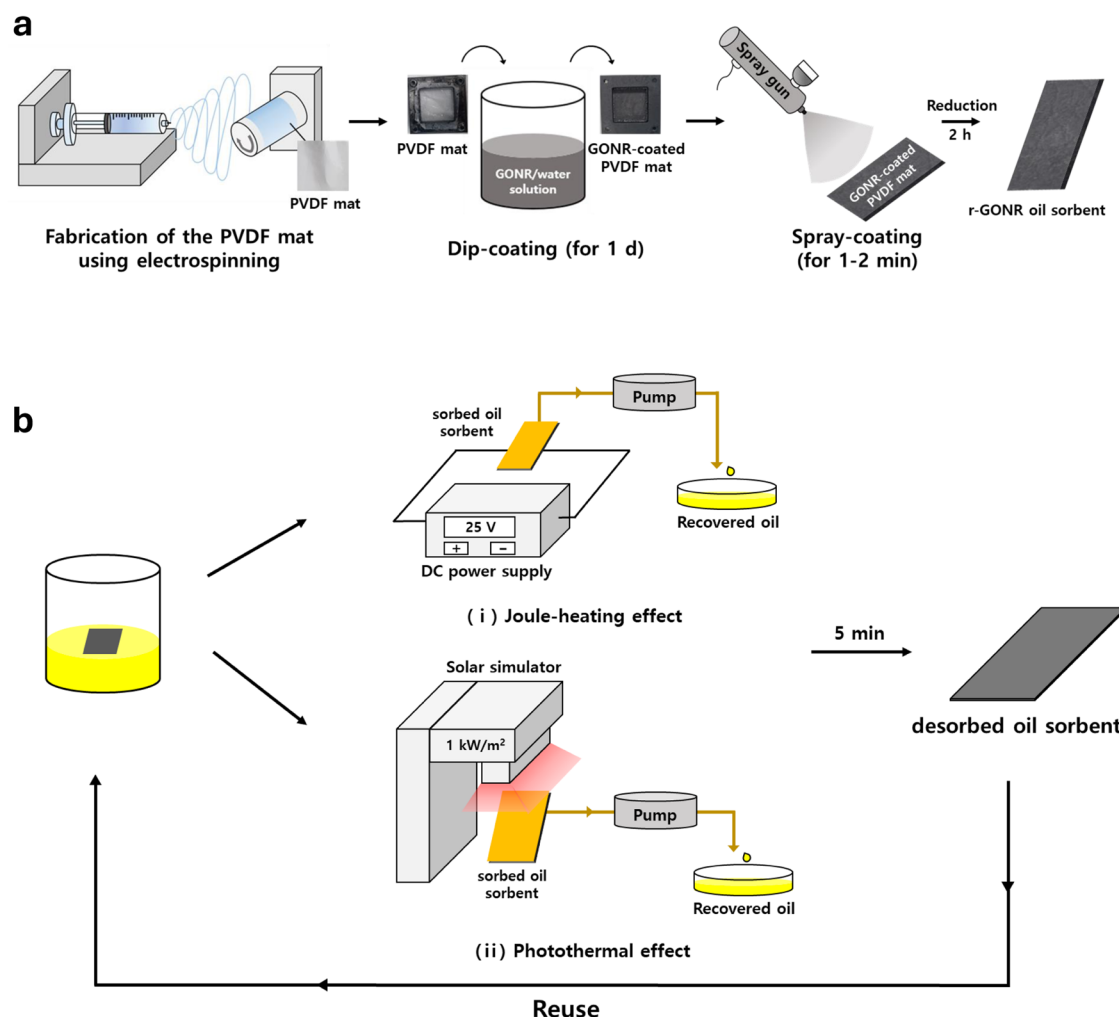 a
Spray gun
PVDF mat
PVDF mat
GONR/water
solution
GONR-coated
PVDF mat
GONR-coated
PVDF mat
Reduction
2 h
r-GONR oil sorbent
Fabrication of the PVDF mat
using electrospinning
Dip-coating (for 1 d)
Spray-coating
(for 1-2 min)
b
sorbed oil
sorbent
Pump
25 V
+ −
DC power supply
Recovered oil
( i ) Joule-heating effect
Solar simulator
1 kW/m²
sorbed oil
sorbent
Pump
Recovered oil
(ii) Photothermal effect
5 min
desorbed oil sorbent
Reuse